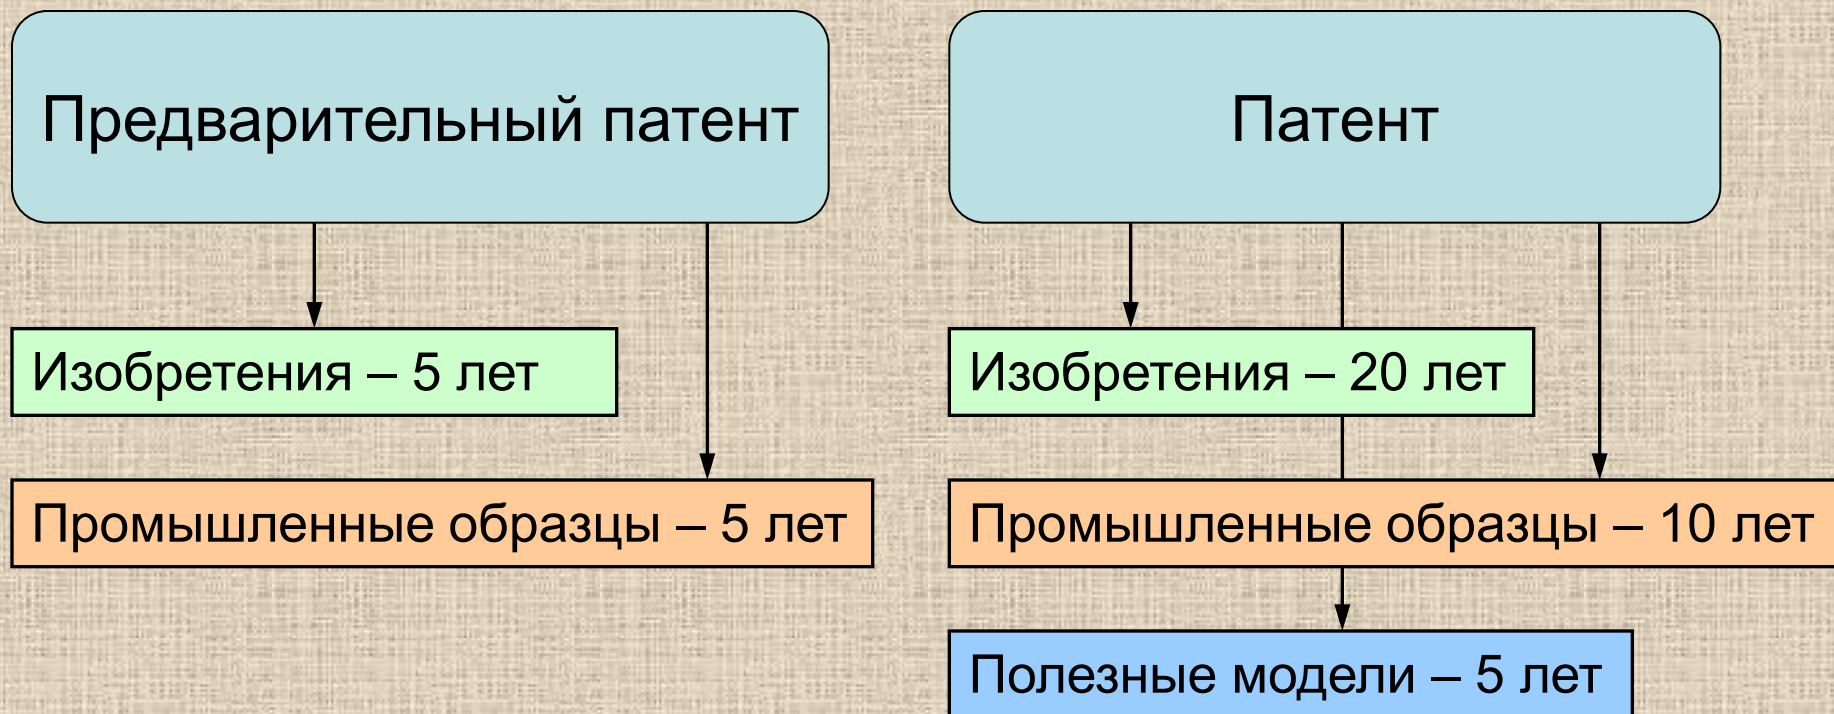 Предварительный патент
Изобретения – 5 лет
Промышленные образцы – 5 лет
Патент
Изобретения – 20 лет
Промышленные образцы – 10 лет
Полезные модели – 5 лет